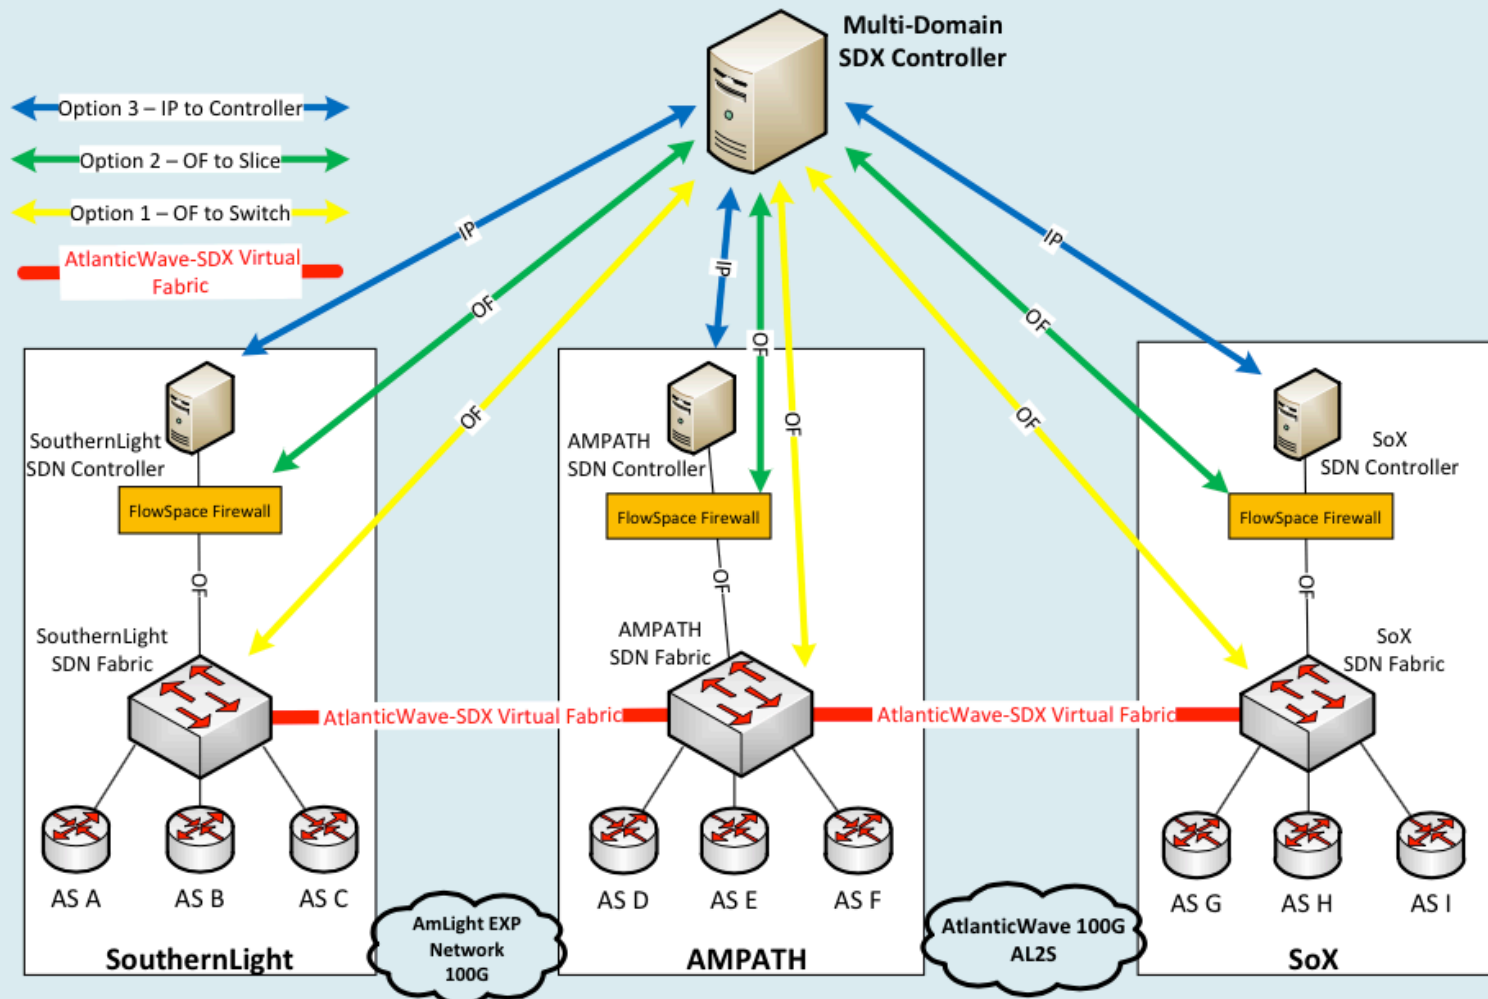 Multi-Domain
SDX Controller
Option 3 – IP to Controller
Option 2 – OF to Slice
Option 1 – OF to Switch
AtlanticWave-SDX Virtual
Fabric
IP
IP
IP
OF
OF
OF
OF
OF
OF
SouthernLight
SDN Controller
FlowSpace Firewall
OF
SouthernLight
SDN Fabric
AMPATH
SDN Controller
FlowSpace Firewall
OF
AMPATH
SDN Fabric
SoX
SDN Controller
FlowSpace Firewall
OF
SoX
SDN Fabric
AtlanticWave-SDX Virtual Fabric
AtlanticWave-SDX Virtual Fabric
AS A
AS B
AS C
AS D
AS E
AS F
AS G
AS H
AS I
SouthernLight
AmLight EXP
Network
100G
AMPATH
AtlanticWave 100G
AL2S
SoX